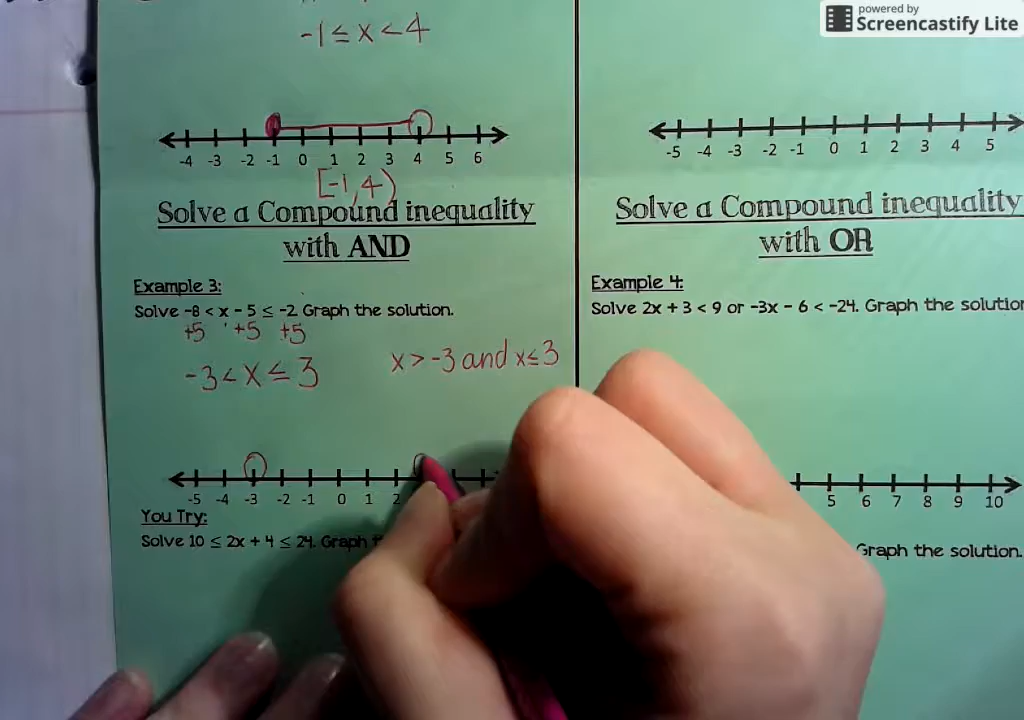 powered by
Screencastify Lite
-1 ≤ x < 4
-4 -3 -2 -1 0 1 2 3 4 5 6
[-1, 4)
Solve a Compound inequality
with AND
Example 3:
Solve -8 < x - 5 ≤ -2. Graph the solution.
+5 +5 +5
-3 < x ≤ 3
x > -3 and x ≤ 3
-5 -4 -3 -2 -1 0 1 2
You Try:
Solve 10 ≤ 2x + 4 ≤ 24. Graph
-5 -4 -3 -2 -1 0 1 2 3 4 5
Solve a Compound inequality
with OR
Example 4:
Solve 2x + 3 < 9 or -3x - 6 < -24. Graph the solution
5 6 7 8 9 10
Graph the solution.